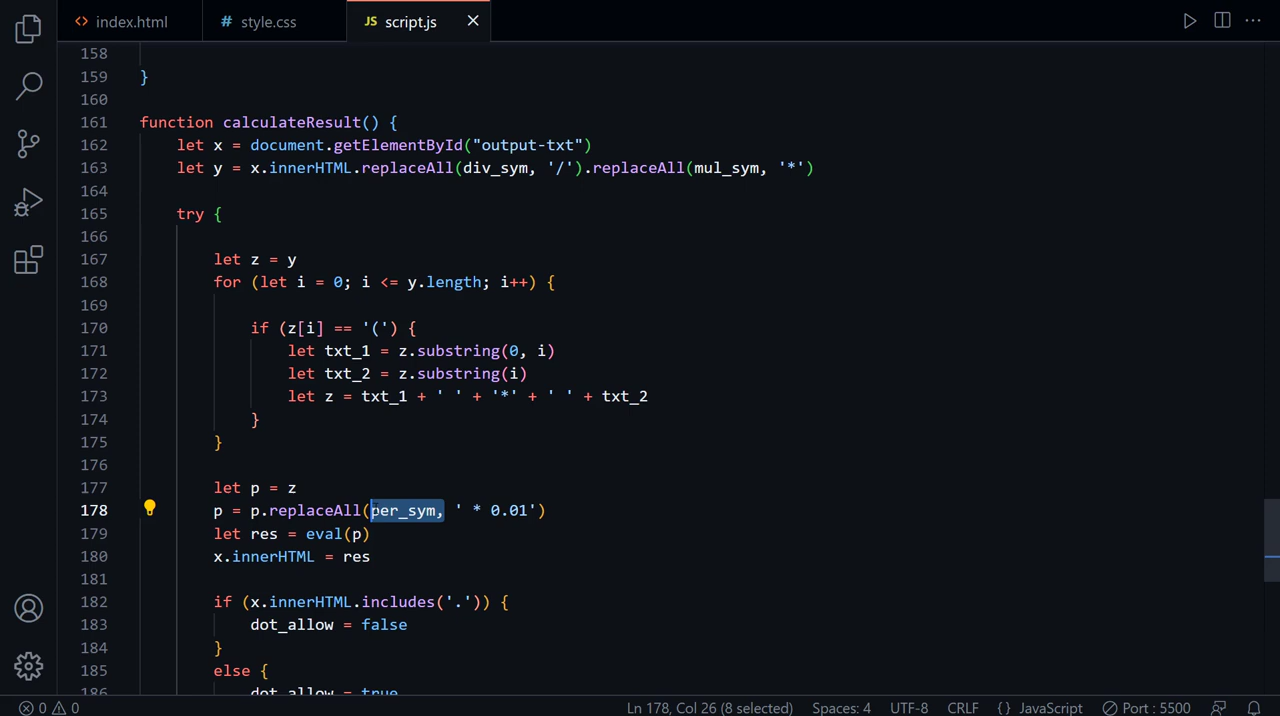 <> index.html
# style.css
JS script.js
158
159 }
160
161 function calculateResult() {
162 let x = document.getElementById("output-txt")
163 let y = x.innerHTML.replaceAll(div_sym, '/').replaceAll(mul_sym, '*')
164
165 try {
166
167 let z = y
168 for (let i = 0; i <= y.length; i++) {
169
170 if (z[i] == '(') {
171 let txt_1 = z.substring(0, i)
172 let txt_2 = z.substring(i)
173 let z = txt_1 + ' ' + '*' + ' ' + txt_2
174 }
175 }
176
177 let p = z
178 p = p.replaceAll(per_sym, ' * 0.01')
179 let res = eval(p)
180 x.innerHTML = res
181
182 if (x.innerHTML.includes('.')) {
183 dot_allow = false
184 }
185 else {
186 dot_allow = true
0 0 Ln 178, Col 26 (8 selected) Spaces: 4 UTF-8 CRLF {} JavaScript Port : 5500